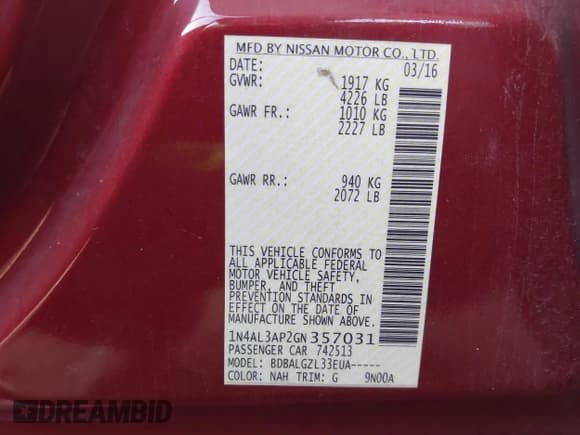 MFD BY NISSAN MOTOR CO., LTD.
DATE: 03/16
GVWR: 1917 KG
4226 LB
GAWR FR.: 1010 KG
2227 LB
GAWR RR.: 940 KG
2072 LB
THIS VEHICLE CONFORMS TO
ALL APPLICABLE FEDERAL
MOTOR VEHICLE SAFETY,
BUMPER, AND THEFT
PREVENTION STANDARDS IN
EFFECT ON THE DATE OF
MANUFACTURE SHOWN ABOVE.
1N4AL3AP2GN357031
PASSENGER CAR 742513
MODEL: BDBALGZL33EUA-----
COLOR: NAH TRIM: G 9N00A
DREAMBID